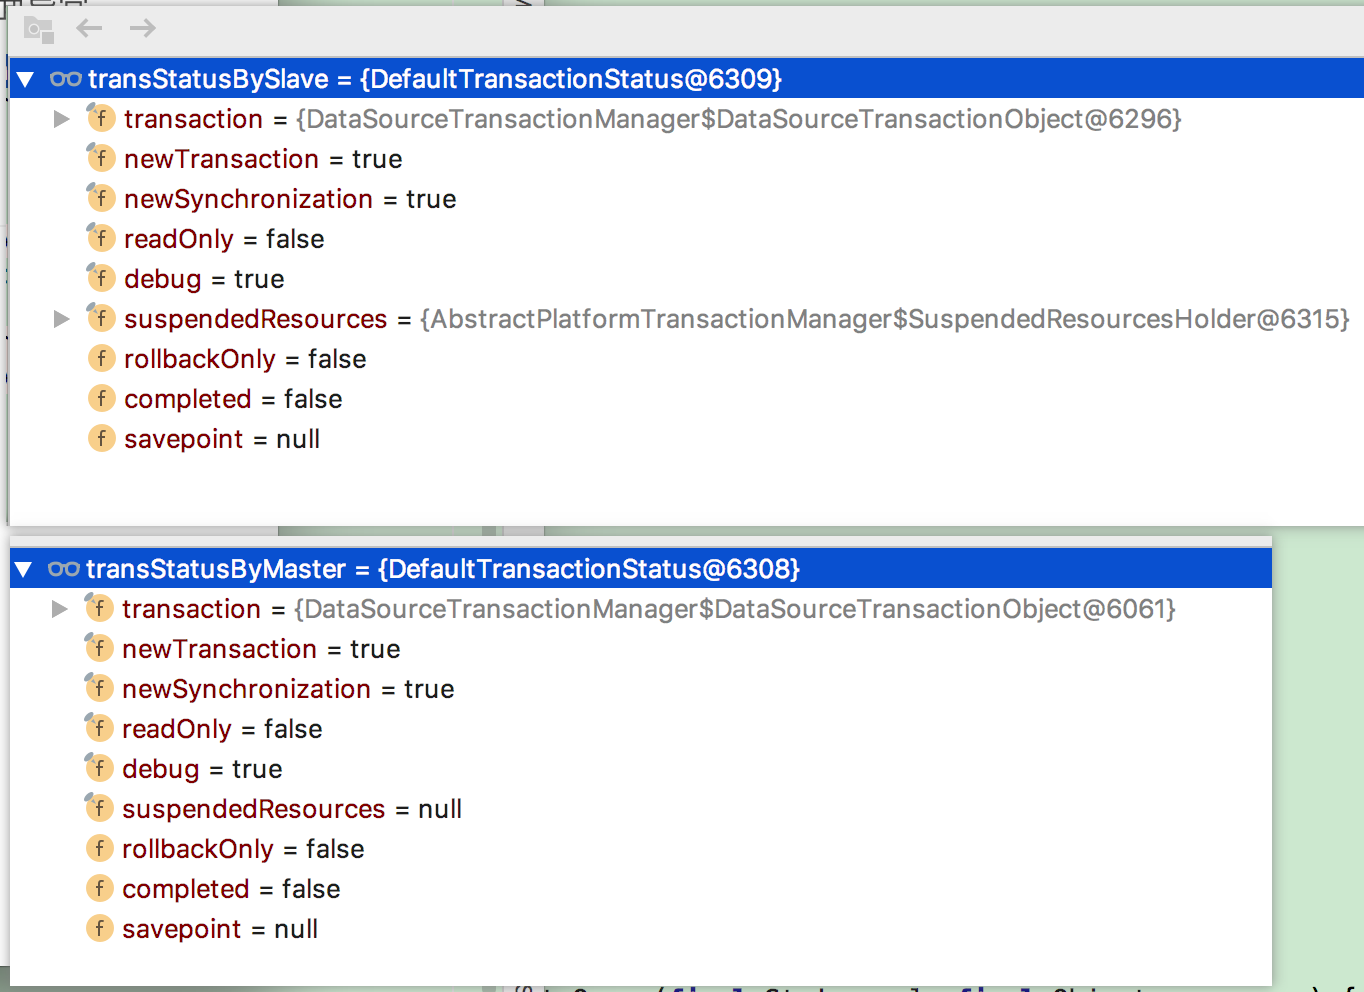 transStatusBySlave = {DefaultTransactionStatus@6309}
transaction = {DataSourceTransactionManager$DataSourceTransactionObject@6296}
newTransaction = true
newSynchronization = true
readOnly = false
debug = true
suspendedResources = {AbstractPlatformTransactionManager$SuspendedResourcesHolder@6315}
rollbackOnly = false
completed = false
savepoint = null
transStatusByMaster = {DefaultTransactionStatus@6308}
transaction = {DataSourceTransactionManager$DataSourceTransactionObject@6061}
newTransaction = true
newSynchronization = true
readOnly = false
debug = true
suspendedResources = null
rollbackOnly = false
completed = false
savepoint = null